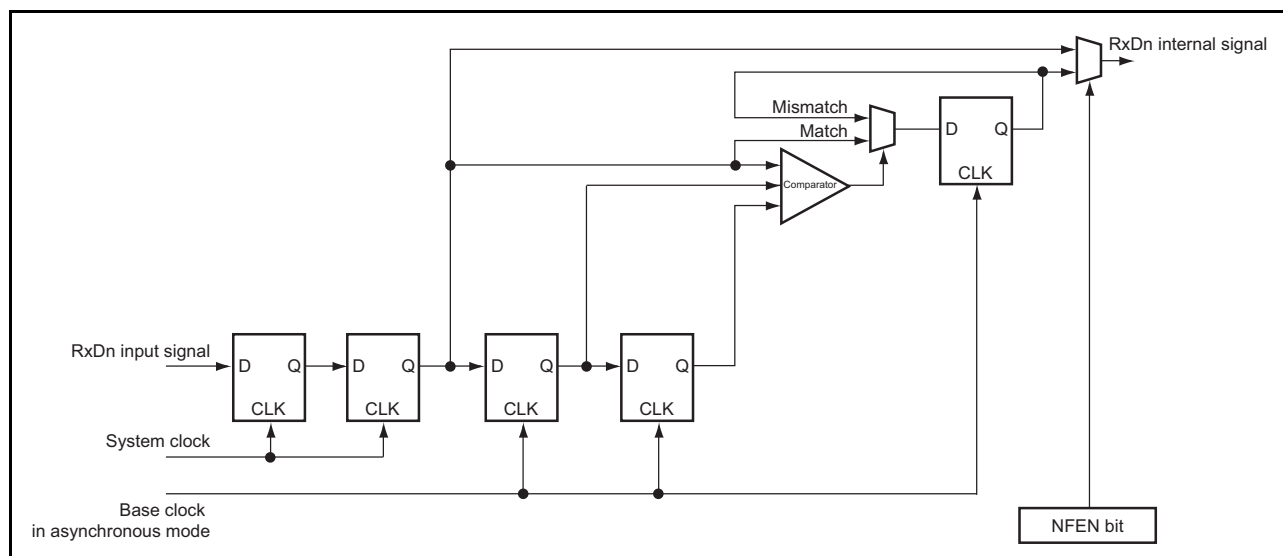 RxDn internal signal
Mismatch
Match
D Q
CLK
Comparator
RxDn input signal
D Q
CLK
D Q
CLK
D Q
CLK
D Q
CLK
System clock
Base clock
in asynchronous mode
NFEN bit